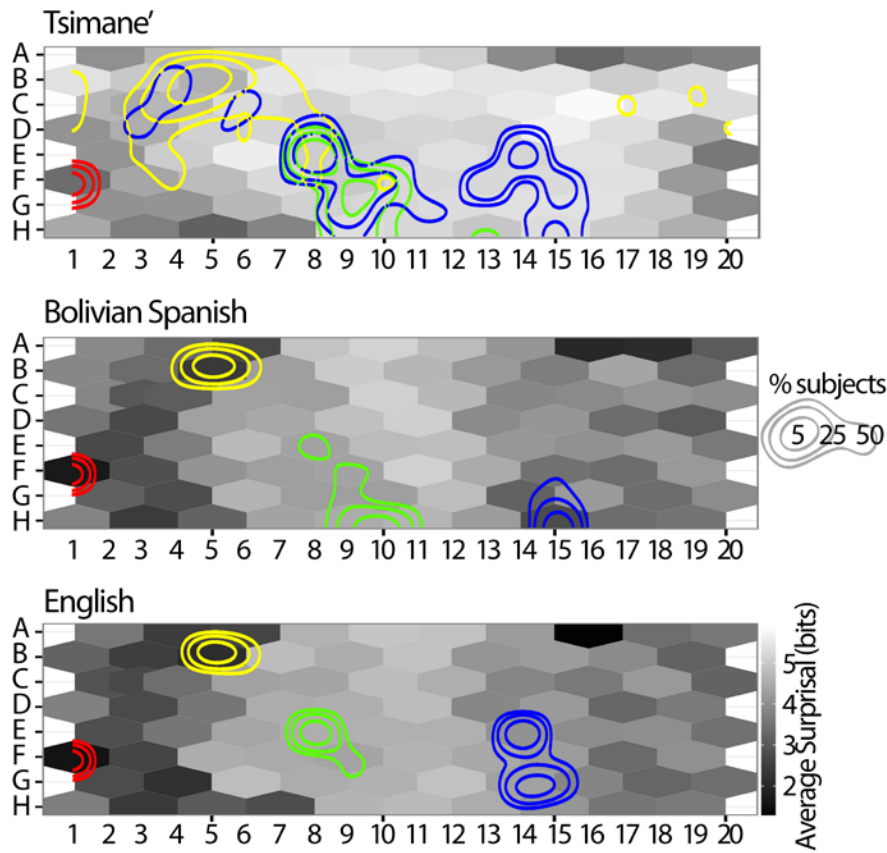 Tsimane'
A
B
C
D
E
F
G
H
1 2 3 4 5 6 7 8 9 10 11 12 13 14 15 16 17 18 19 20
Bolivian Spanish
A
B
C
D
E
F
G
H
1 2 3 4 5 6 7 8 9 10 11 12 13 14 15 16 17 18 19 20
% subjects
5 25 50
English
A
B
C
D
E
F
G
H
1 2 3 4 5 6 7 8 9 10 11 12 13 14 15 16 17 18 19 20
5
4
3
2
Average Surprisal (bits)